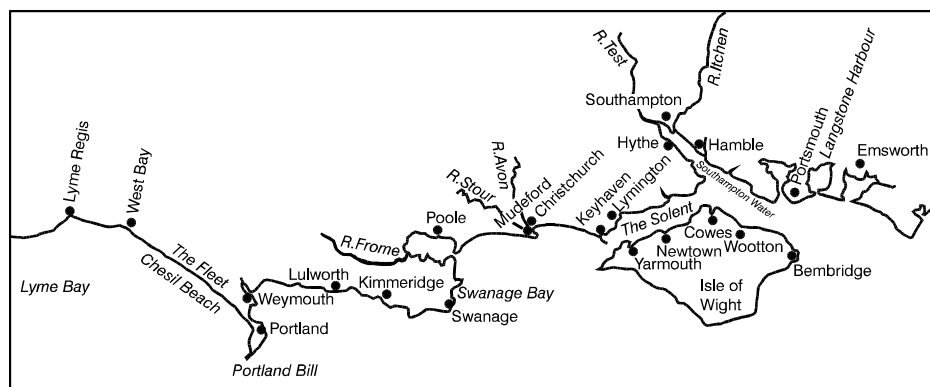 R.Test
R.Itchen
Southampton
Langstone Harbour
Portsmouth
Hythe
Hamble
Emsworth
Southampton Water
Lyme Regis
West Bay
R.Avon
R.Stour
Mudeford
Christchurch
Keyhaven
Lymington
Poole
The Solent
R.Frome
Cowes
Newtown
Wootton
Yarmouth
Bembridge
The Fleet
Chesil Beach
Lyme Bay
Lulworth
Kimmeridge
Swanage Bay
Isle of
Wight
Weymouth
Swanage
Portland
Portland Bill